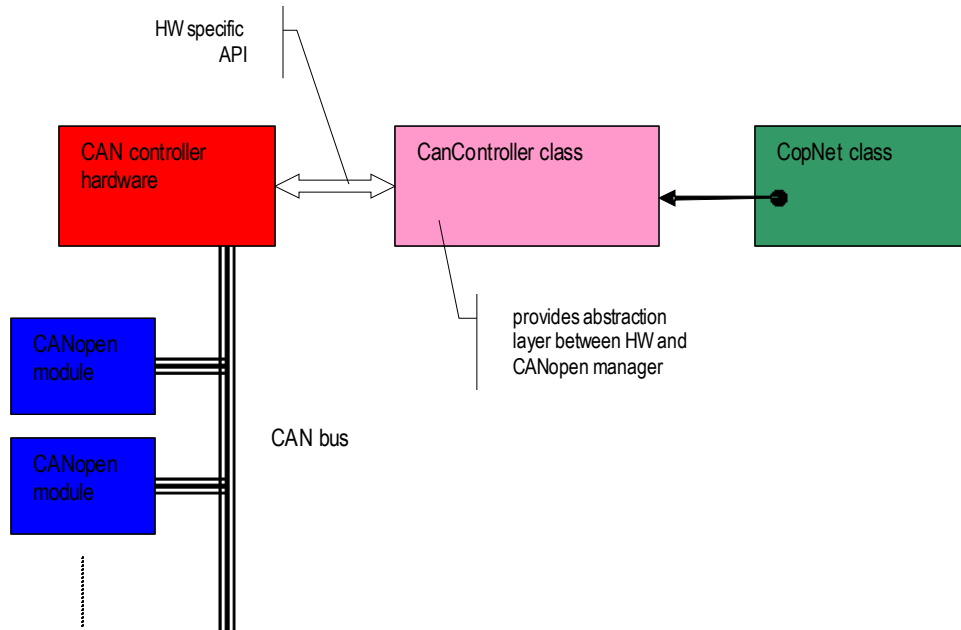 HW specific
API
CAN controller
hardware
CanController class
CopNet class
provides abstraction
layer between HW and
CANopen manager
CANopen
module
CAN bus
CANopen
module